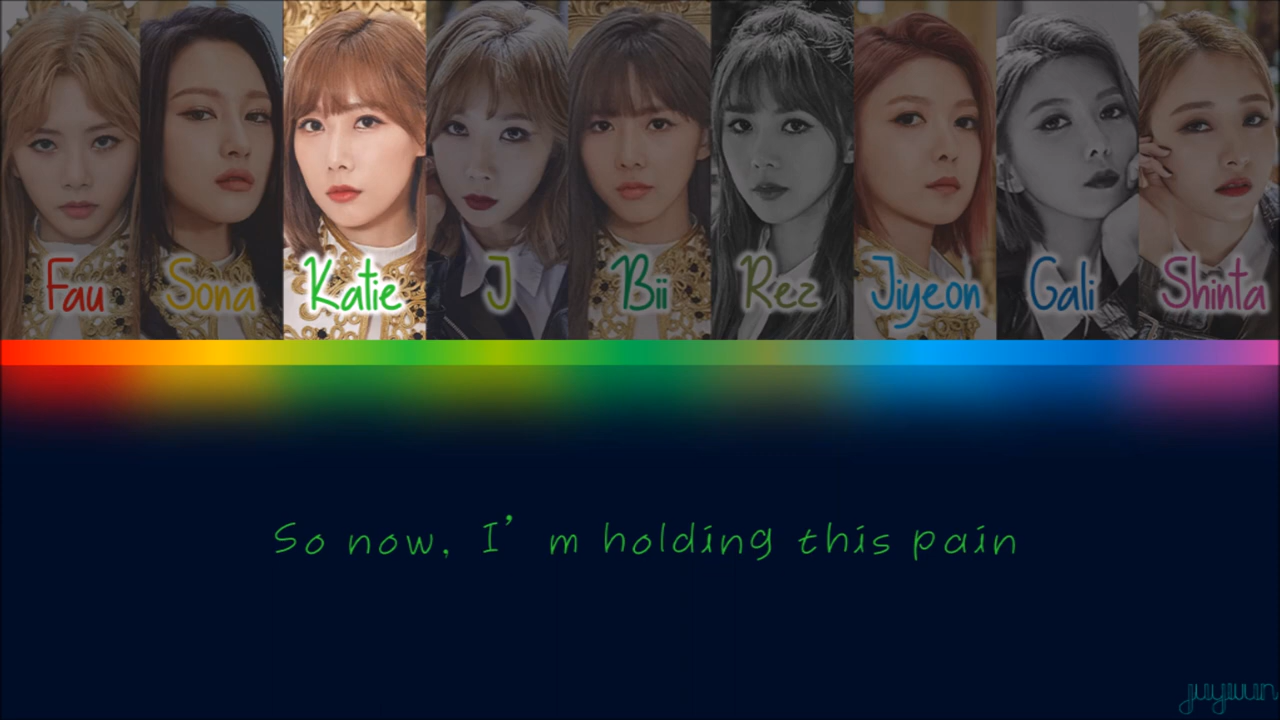 Fau Sona Katie J Bii Rez Jiyeon Gali Shinta
So now, I'm holding this pain